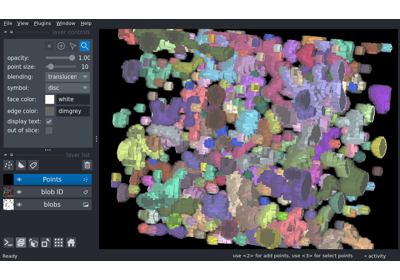 File View Plugins Window Help
layer controls
opacity: 1.00
point size: 10
blending: translucen
symbol: disc
face color: white
edge color: dimgrey
display text:
out of slice:
layer list
Points
blob ID
blobs
Ready
use <2> for add points, use <3> for select points
activity